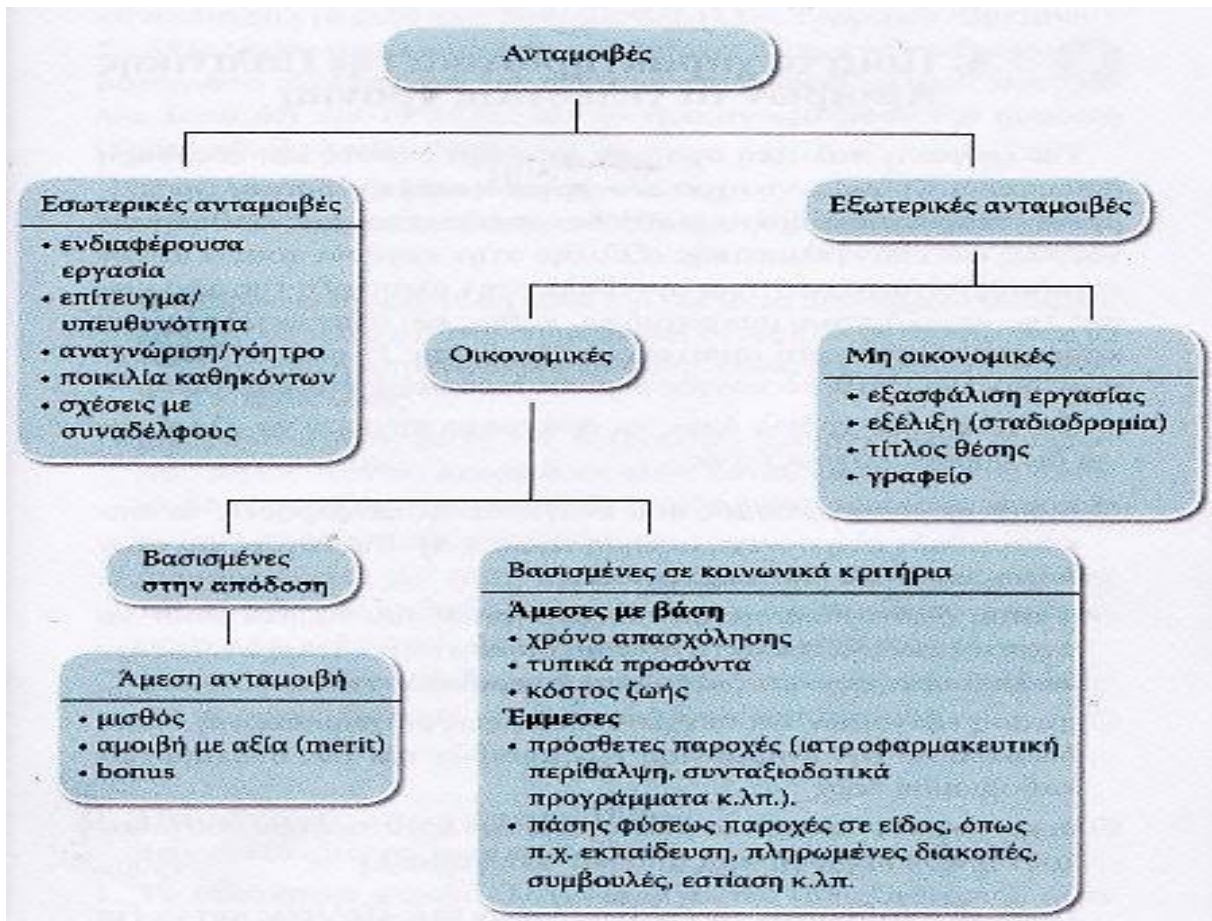 Ανταμοιβές
Εσωτερικές ανταμοιβές
• ενδιαφέρουσα
εργασία
• επίτευγμα/
υπευθυνότητα
• αναγνώριση/γόητρο
• ποικιλία καθηκόντων
• σχέσεις με
συναδέλφους
Εξωτερικές ανταμοιβές
Οικονομικές
Μη οικονομικές
• εξασφάλιση εργασίας
• εξέλιξη (σταδιοδρομία)
• τίτλος θέσης
• γραφείο
Βασισμένες
στην απόδοση
Άμεση ανταμοιβή
• μισθός
• αμοιβή με αξία (merit)
• bonus
Βασισμένες σε κοινωνικά κριτήρια
Άμεσες με βάση
• χρόνο απασχόλησης
• τυπικά προσόντα
• κόστος ζωής
Έμμεσες
• πρόσθετες παροχές (ιατροφαρμακευτική
περίθαλψη, συνταξιοδοτικά
προγράμματα κ.λπ.).
• πάσης φύσεως παροχές σε είδος, όπως
π.χ. εκπαίδευση, πληρωμένες διακοπές,
συμβουλές, εστίαση κ.λπ.